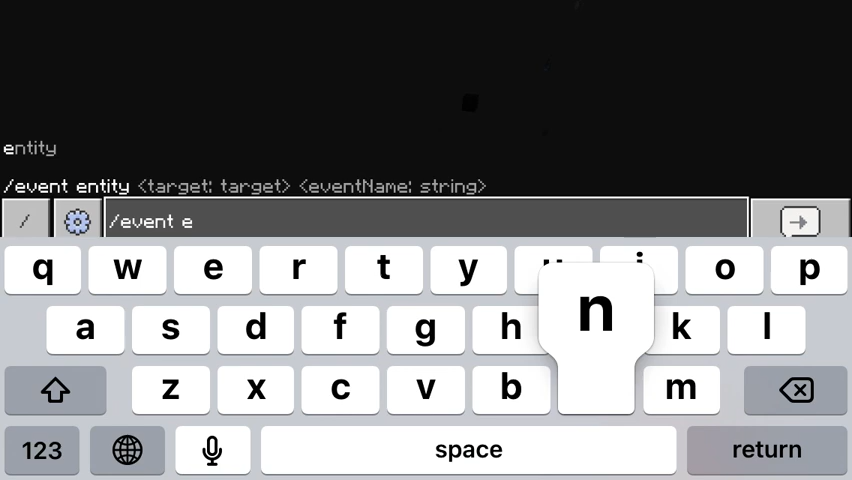 entity
/event entity <target: target> <eventName: string>
/ /event e
q w e r t y o p
a s d f g h k l
n
z x c v b m
123 space return